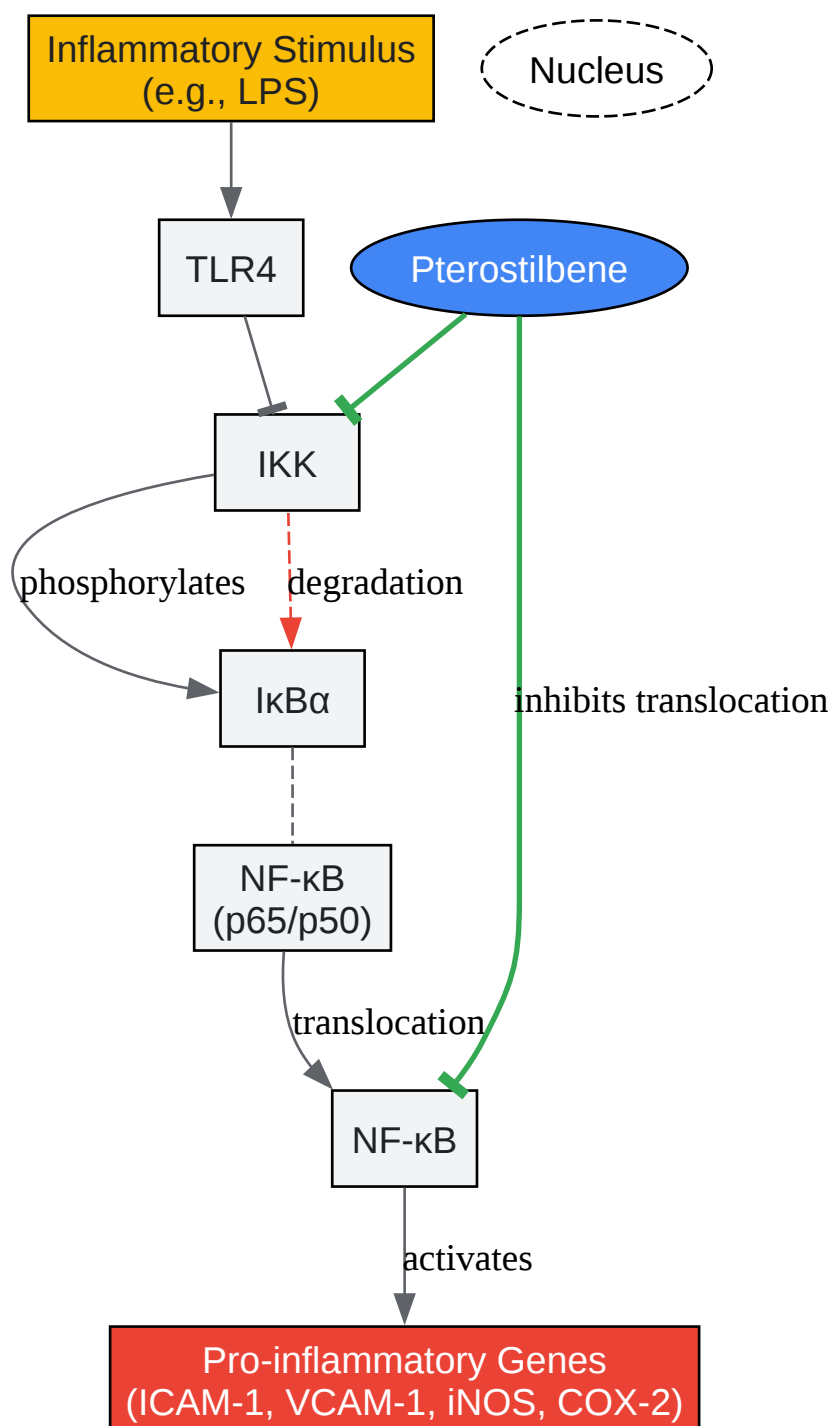 Inflammatory Stimulus
(e.g., LPS)
Nucleus
TLR4
Pterostilbene
IKK
phosphorylates
degradation
IκBα
inhibits translocation
NF-κB
(p65/p50)
translocation
NF-κB
activates
Pro-inflammatory Genes
(ICAM-1, VCAM-1, iNOS, COX-2)